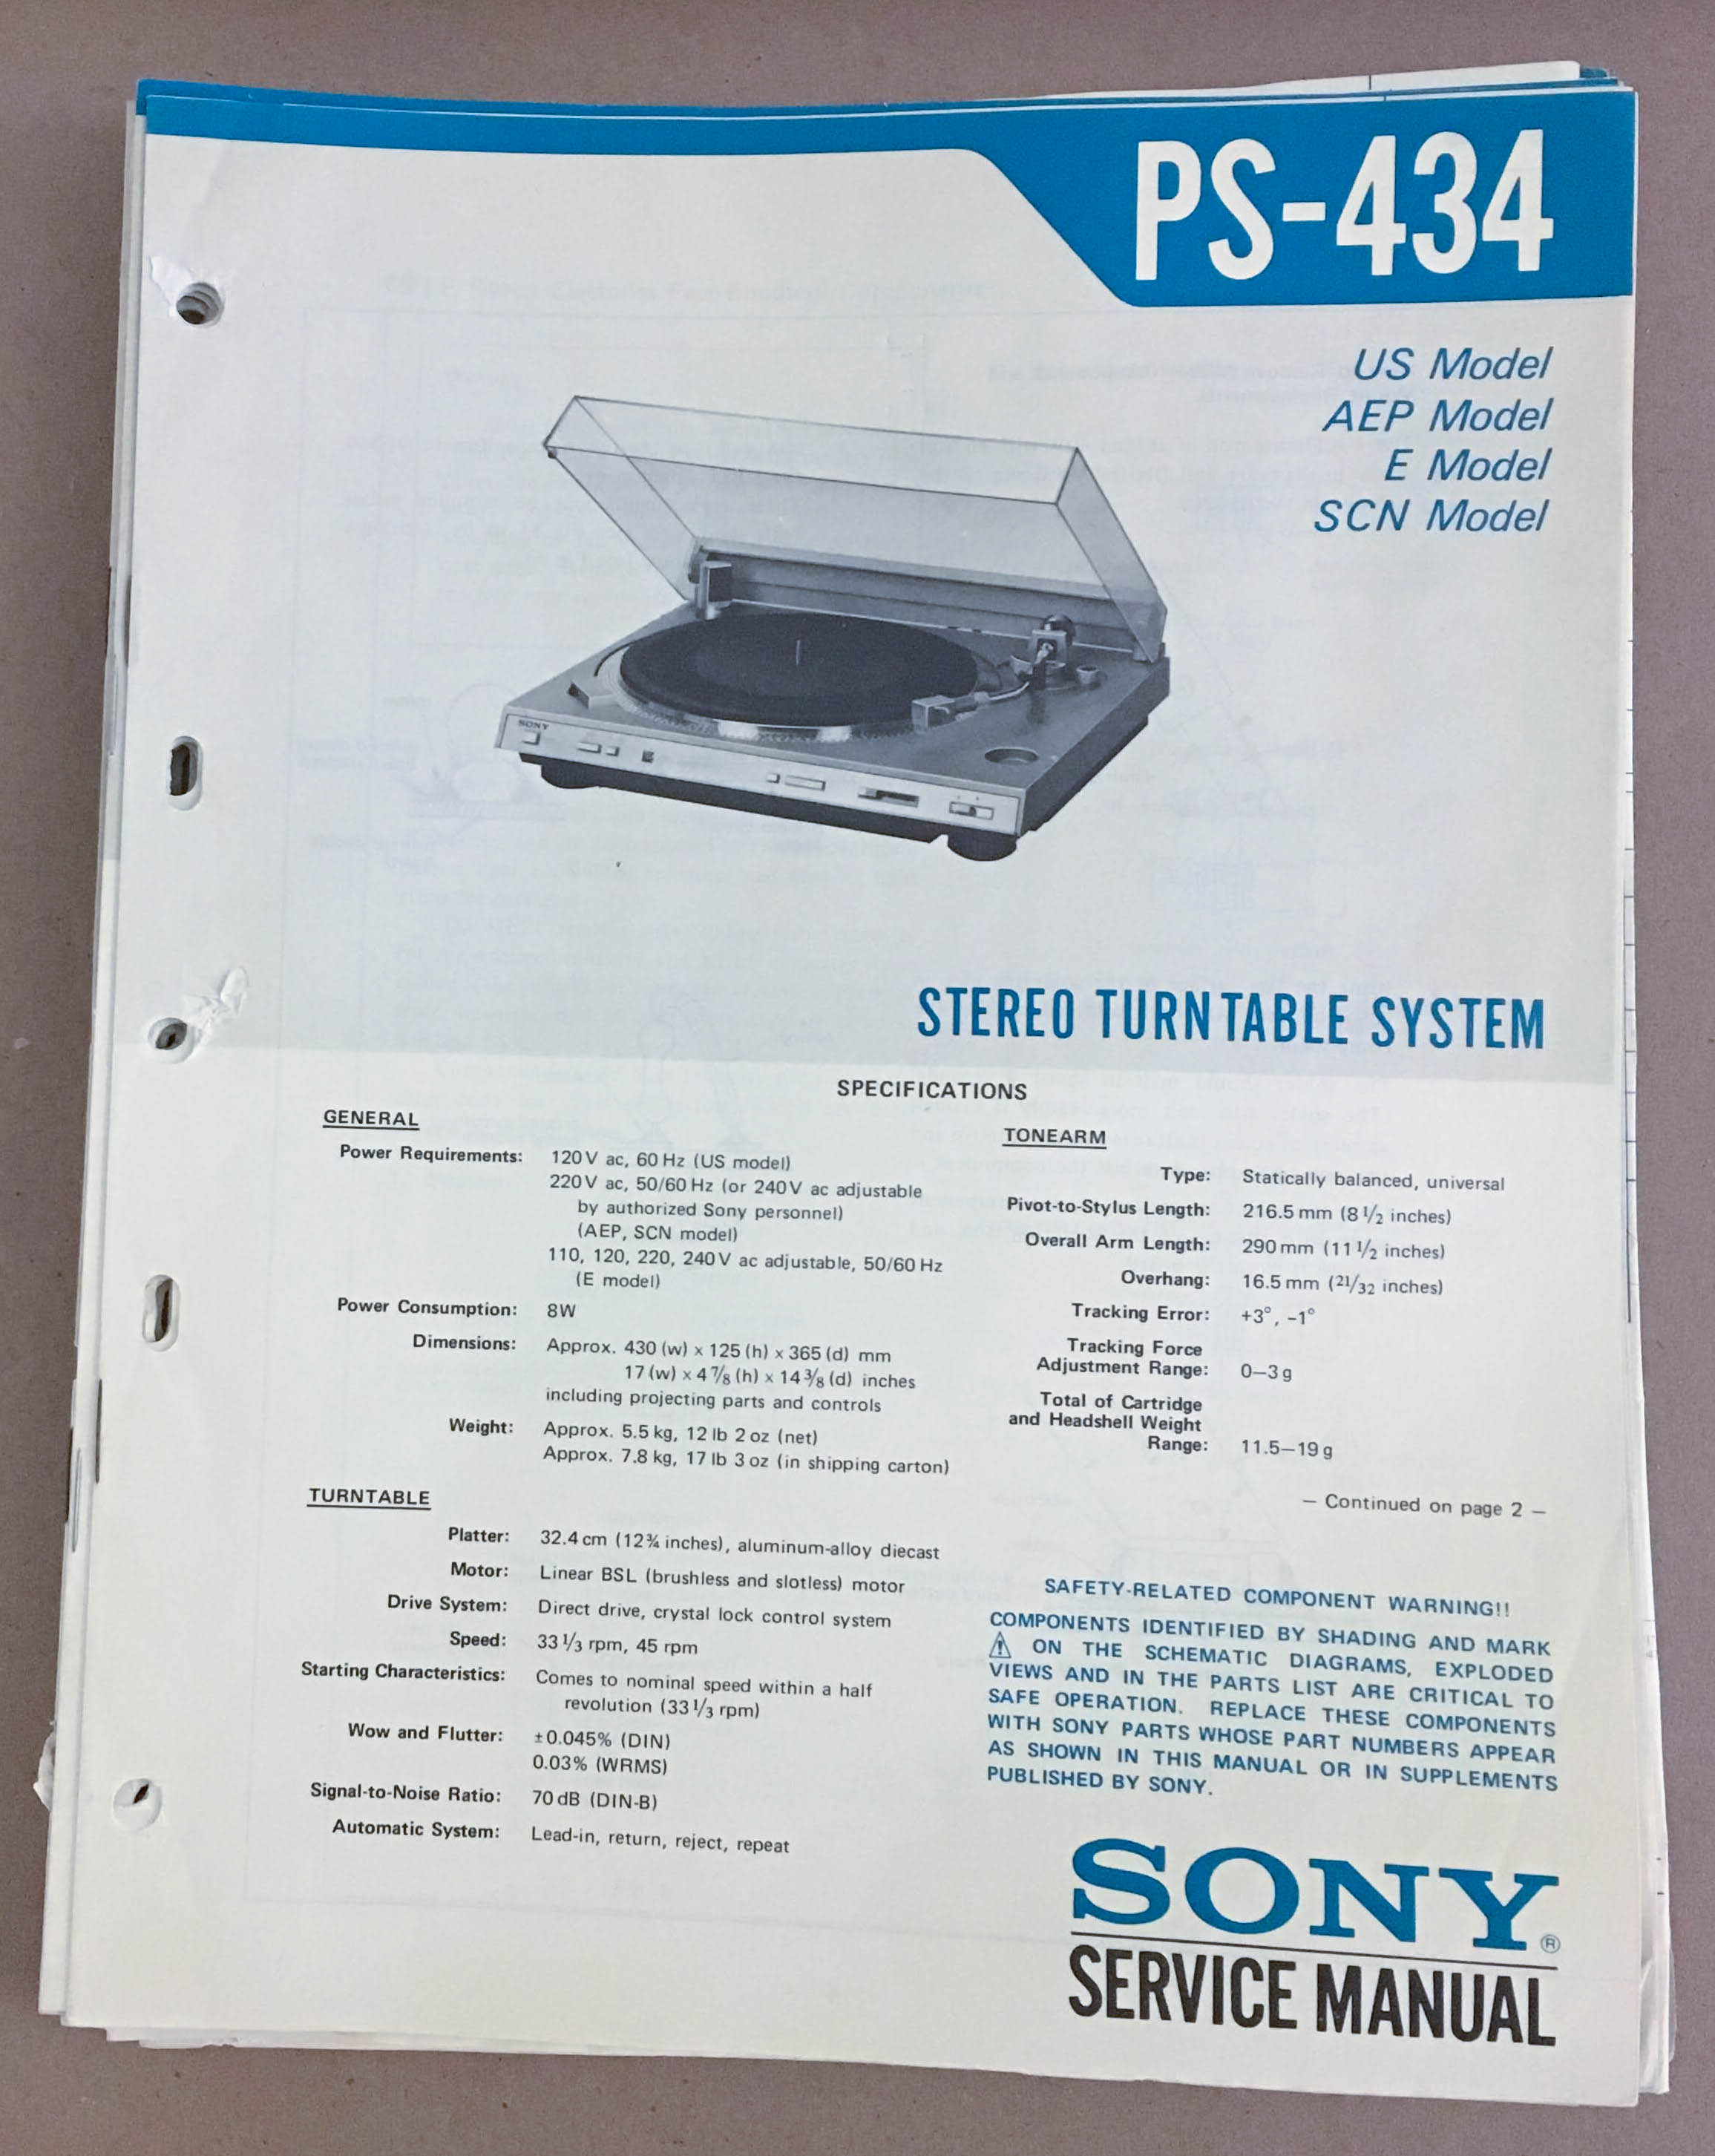 PS-434
US Model
AEP Model
E Model
SCN Model
SONY
STEREO TURNTABLE SYSTEM
SPECIFICATIONS
GENERAL
Power Requirements: 120 V ac, 60 Hz (US model)
220 V ac, 50/60 Hz (or 240 V ac adjustable
by authorized Sony personnel)
(AEP, SCN model)
110, 120, 220, 240 V ac adjustable, 50/60 Hz
(E model)
Power Consumption: 8W
Dimensions: Approx. 430 (w) x 125 (h) x 365 (d) mm
17 (w) x 4 7/8 (h) x 14 3/8 (d) inches
including projecting parts and controls
Weight: Approx. 5.5 kg, 12 lb 2 oz (net)
Approx. 7.8 kg, 17 lb 3 oz (in shipping carton)
TURNTABLE
Platter: 32.4 cm (12 3/4 inches), aluminum-alloy diecast
Motor: Linear BSL (brushless and slotless) motor
Drive System: Direct drive, crystal lock control system
Speed: 33 1/3 rpm, 45 rpm
Starting Characteristics: Comes to nominal speed within a half
revolution (33 1/3 rpm)
Wow and Flutter: ±0.045% (DIN)
0.03% (WRMS)
Signal-to-Noise Ratio: 70 dB (DIN-B)
Automatic System: Lead-in, return, reject, repeat
TONEARM
Type: Statically balanced, universal
Pivot-to-Stylus Length: 216.5 mm (8 1/2 inches)
Overall Arm Length: 290 mm (11 1/2 inches)
Overhang: 16.5 mm (21/32 inches)
Tracking Error: +3°, -1°
Tracking Force
Adjustment Range: 0—3 g
Total of Cartridge
and Headshell Weight
Range: 11.5—19 g
— Continued on page 2 —
SAFETY-RELATED COMPONENT WARNING!!
COMPONENTS IDENTIFIED BY SHADING AND MARK
⚠ ON THE SCHEMATIC DIAGRAMS, EXPLODED
VIEWS AND IN THE PARTS LIST ARE CRITICAL TO
SAFE OPERATION. REPLACE THESE COMPONENTS
WITH SONY PARTS WHOSE PART NUMBERS APPEAR
AS SHOWN IN THIS MANUAL OR IN SUPPLEMENTS
PUBLISHED BY SONY.
SONY®
SERVICE MANUAL